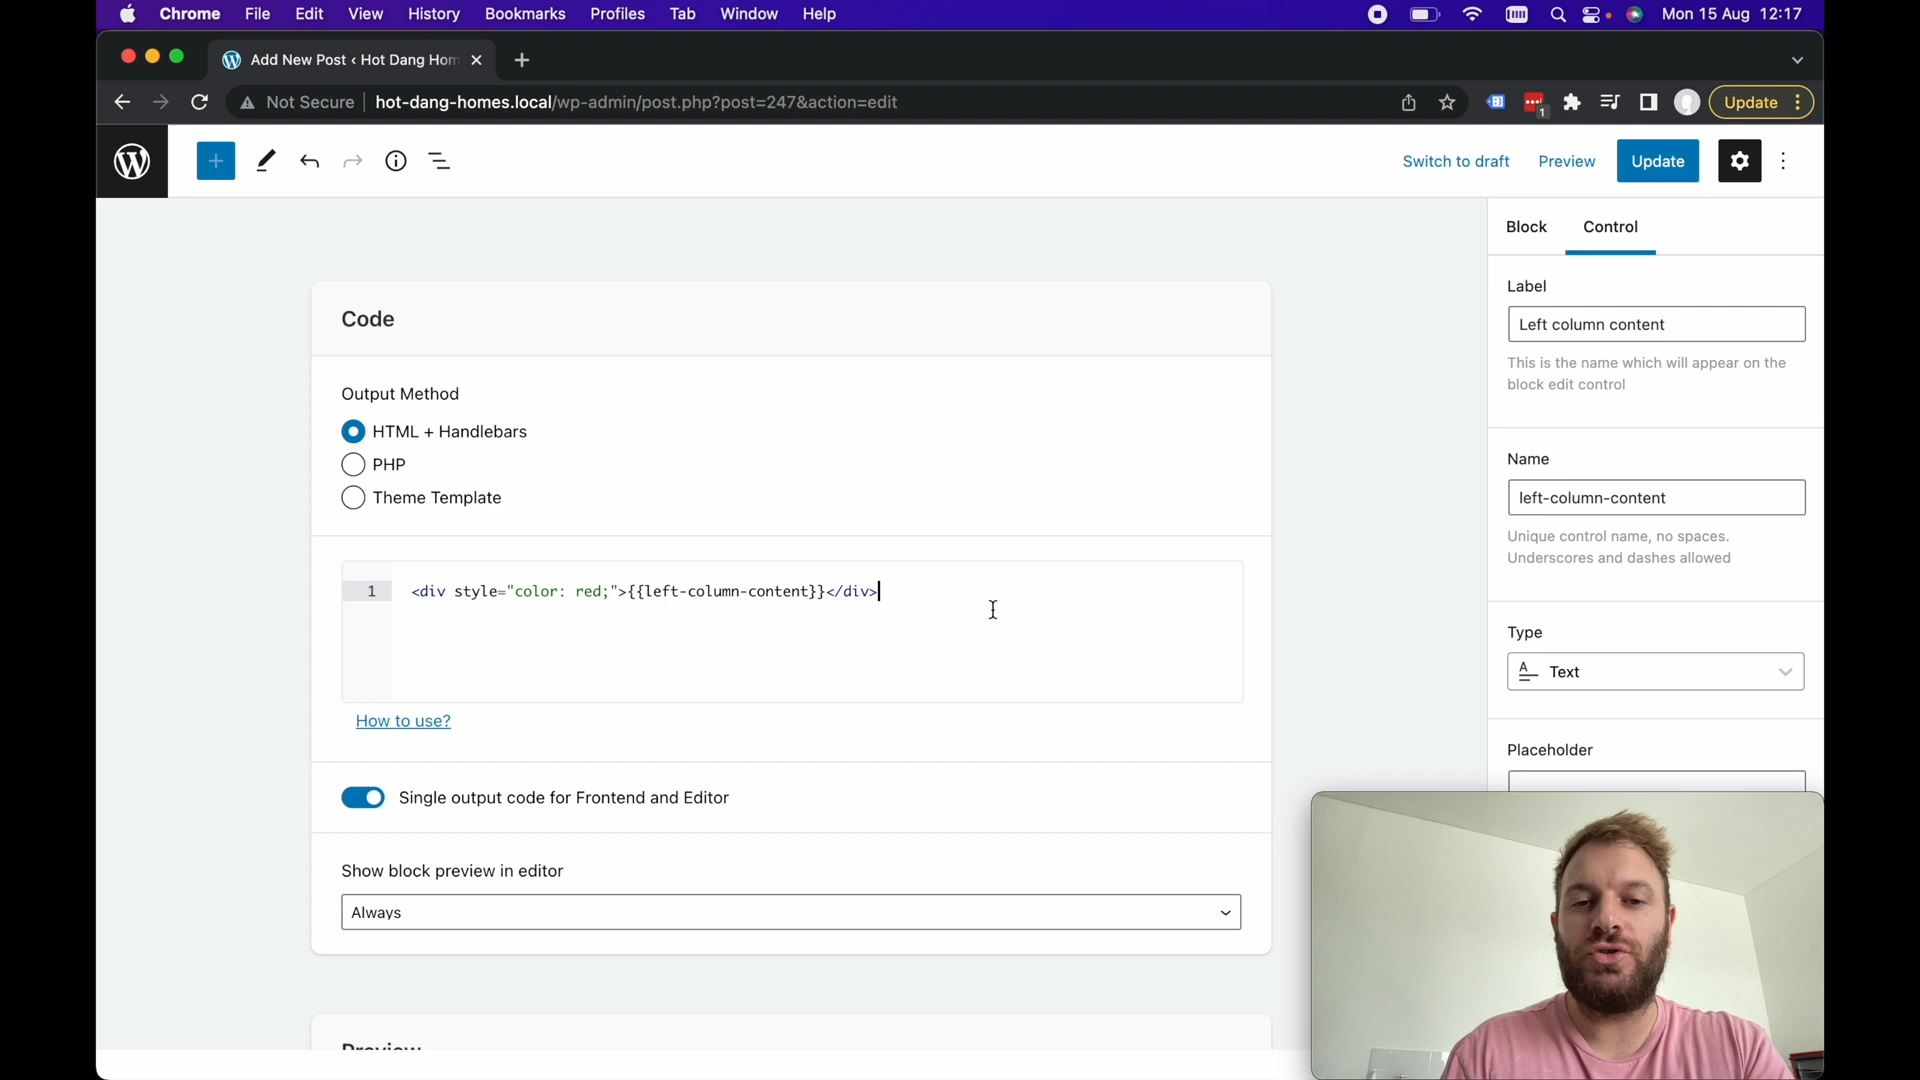 Chrome File Edit View History Bookmarks Profiles Tab Window Help Mon 15 Aug 12:17
Add New Post ‹ Hot Dang Hom
Not Secure hot-dang-homes.local/wp-admin/post.php?post=247&action=edit 1 Update
Switch to draft Preview Update
Block Control
Code
Label
Left column content
This is the name which will appear on the
block edit control
Output Method
HTML + Handlebars
PHP
Theme Template
Name
left-column-content
Unique control name, no spaces.
Underscores and dashes allowed
1 <div style="color: red;">{{left-column-content}}</div>
Type
Text
How to use?
Placeholder
Single output code for Frontend and Editor
Show block preview in editor
Always
Preview